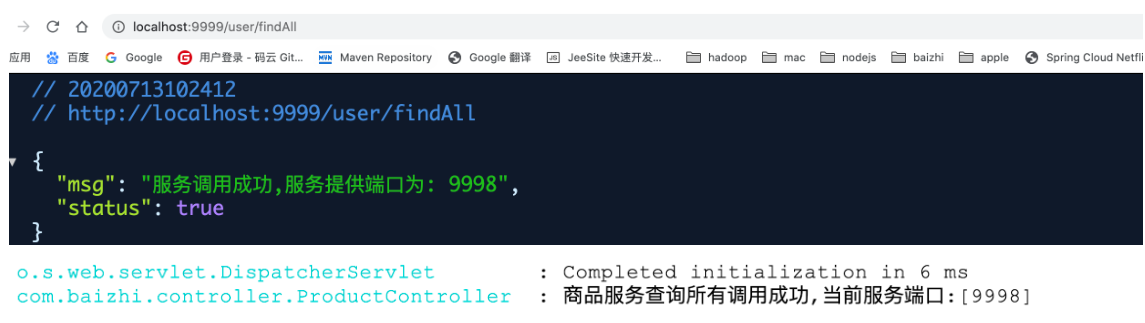 localhost:9999/user/findAll
应用 百度 Google 用户登录 - 码云 Git... Maven Repository Google 翻译 JeeSite 快速开发... hadoop mac nodejs baizhi apple Spring Cloud Netfli
// 20200713102412
// http://localhost:9999/user/findAll
{
"msg": "服务调用成功,服务提供端口为: 9998",
"status": true
}
o.s.web.servlet.DispatcherServlet : Completed initialization in 6 ms
com.baizhi.controller.ProductController : 商品服务查询所有调用成功,当前服务端口:[9998]